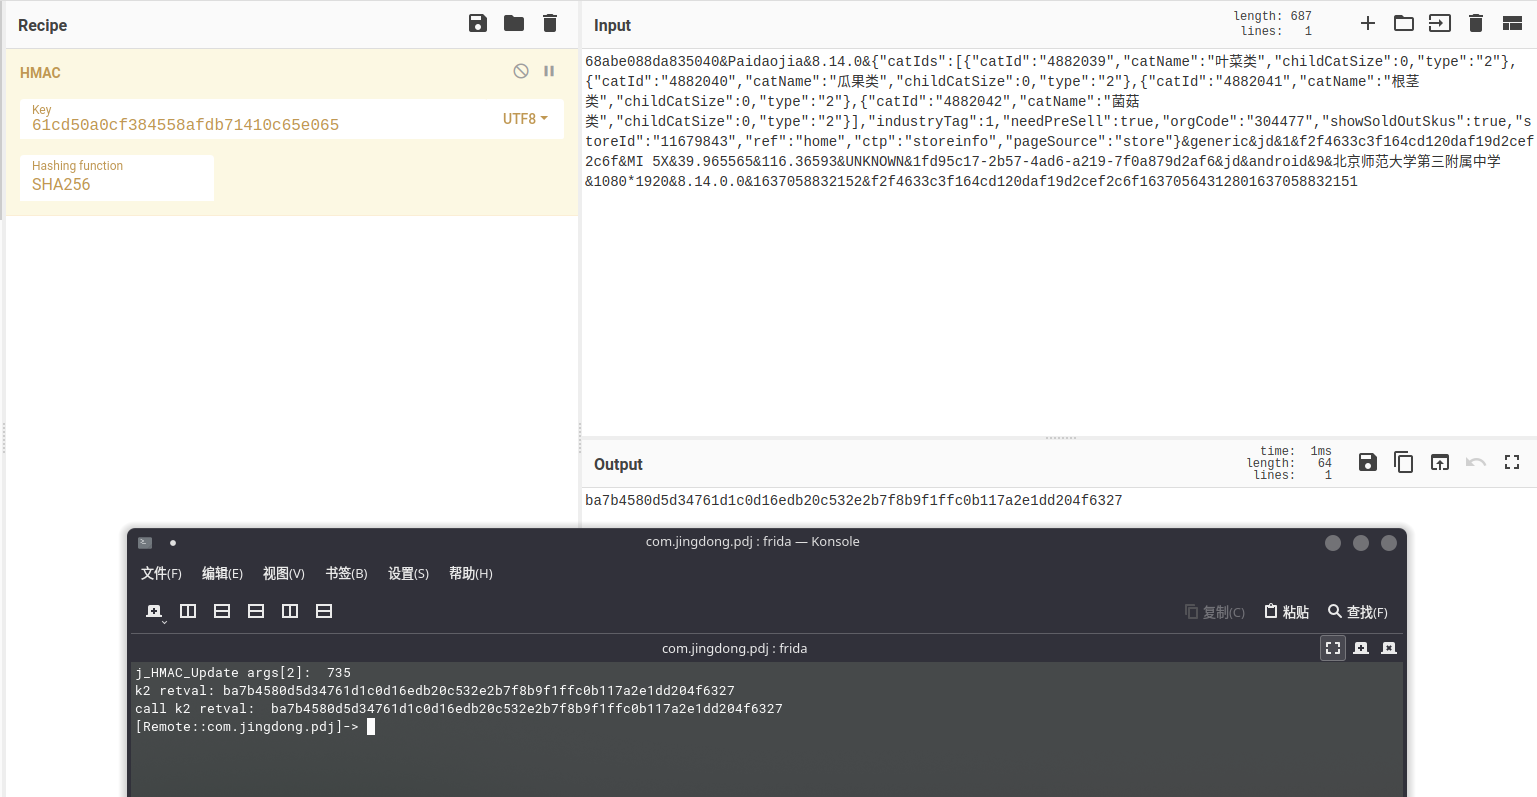 Recipe
HMAC
Key
61cd50a0cf384558afdb71410c65e065
UTF8
Hashing function
SHA256
Input
length: 687
lines: 1
68abe088da835040&Paidaojia&8.14.0&{"catIds":[{"catId":"4882039","catName":"叶菜类","childCatSize":0,"type":"2"},
{"catId":"4882040","catName":"瓜果类","childCatSize":0,"type":"2"},{"catId":"4882041","catName":"根茎
类","childCatSize":0,"type":"2"},{"catId":"4882042","catName":"菌菇
类","childCatSize":0,"type":"2"}],"industryTag":1,"needPreSell":true,"orgCode":"304477","showSoldOutSkus":true,"s
toreId":"11679843","ref":"home","ctp":"storeinfo","pageSource":"store"}&generic&jd&1&f2f4633c3f164cd120daf19d2cef
2c6f&MI 5X&39.965565&116.36593&UNKNOWN&1fd95c17-2b57-4ad6-a219-7f0a879d2af6&jd&android&9&北京师范大学第三附属中学
&1080*1920&8.14.0.0&1637058832152&f2f4633c3f164cd120daf19d2cef2c6f16370564312801637058832151
Output
time: 1ms
length: 64
lines: 1
ba7b4580d5d34761d1c0d16edb20c532e2b7f8b9f1ffc0b117a2e1dd204f6327
com.jingdong.pdj : frida — Konsole
文件(F) 编辑(E) 视图(V) 书签(B) 设置(S) 帮助(H)
复制(C) 粘贴 查找(F)
com.jingdong.pdj : frida
j_HMAC_Update args[2]: 735
k2 retval: ba7b4580d5d34761d1c0d16edb20c532e2b7f8b9f1ffc0b117a2e1dd204f6327
call k2 retval: ba7b4580d5d34761d1c0d16edb20c532e2b7f8b9f1ffc0b117a2e1dd204f6327
[Remote::com.jingdong.pdj]->